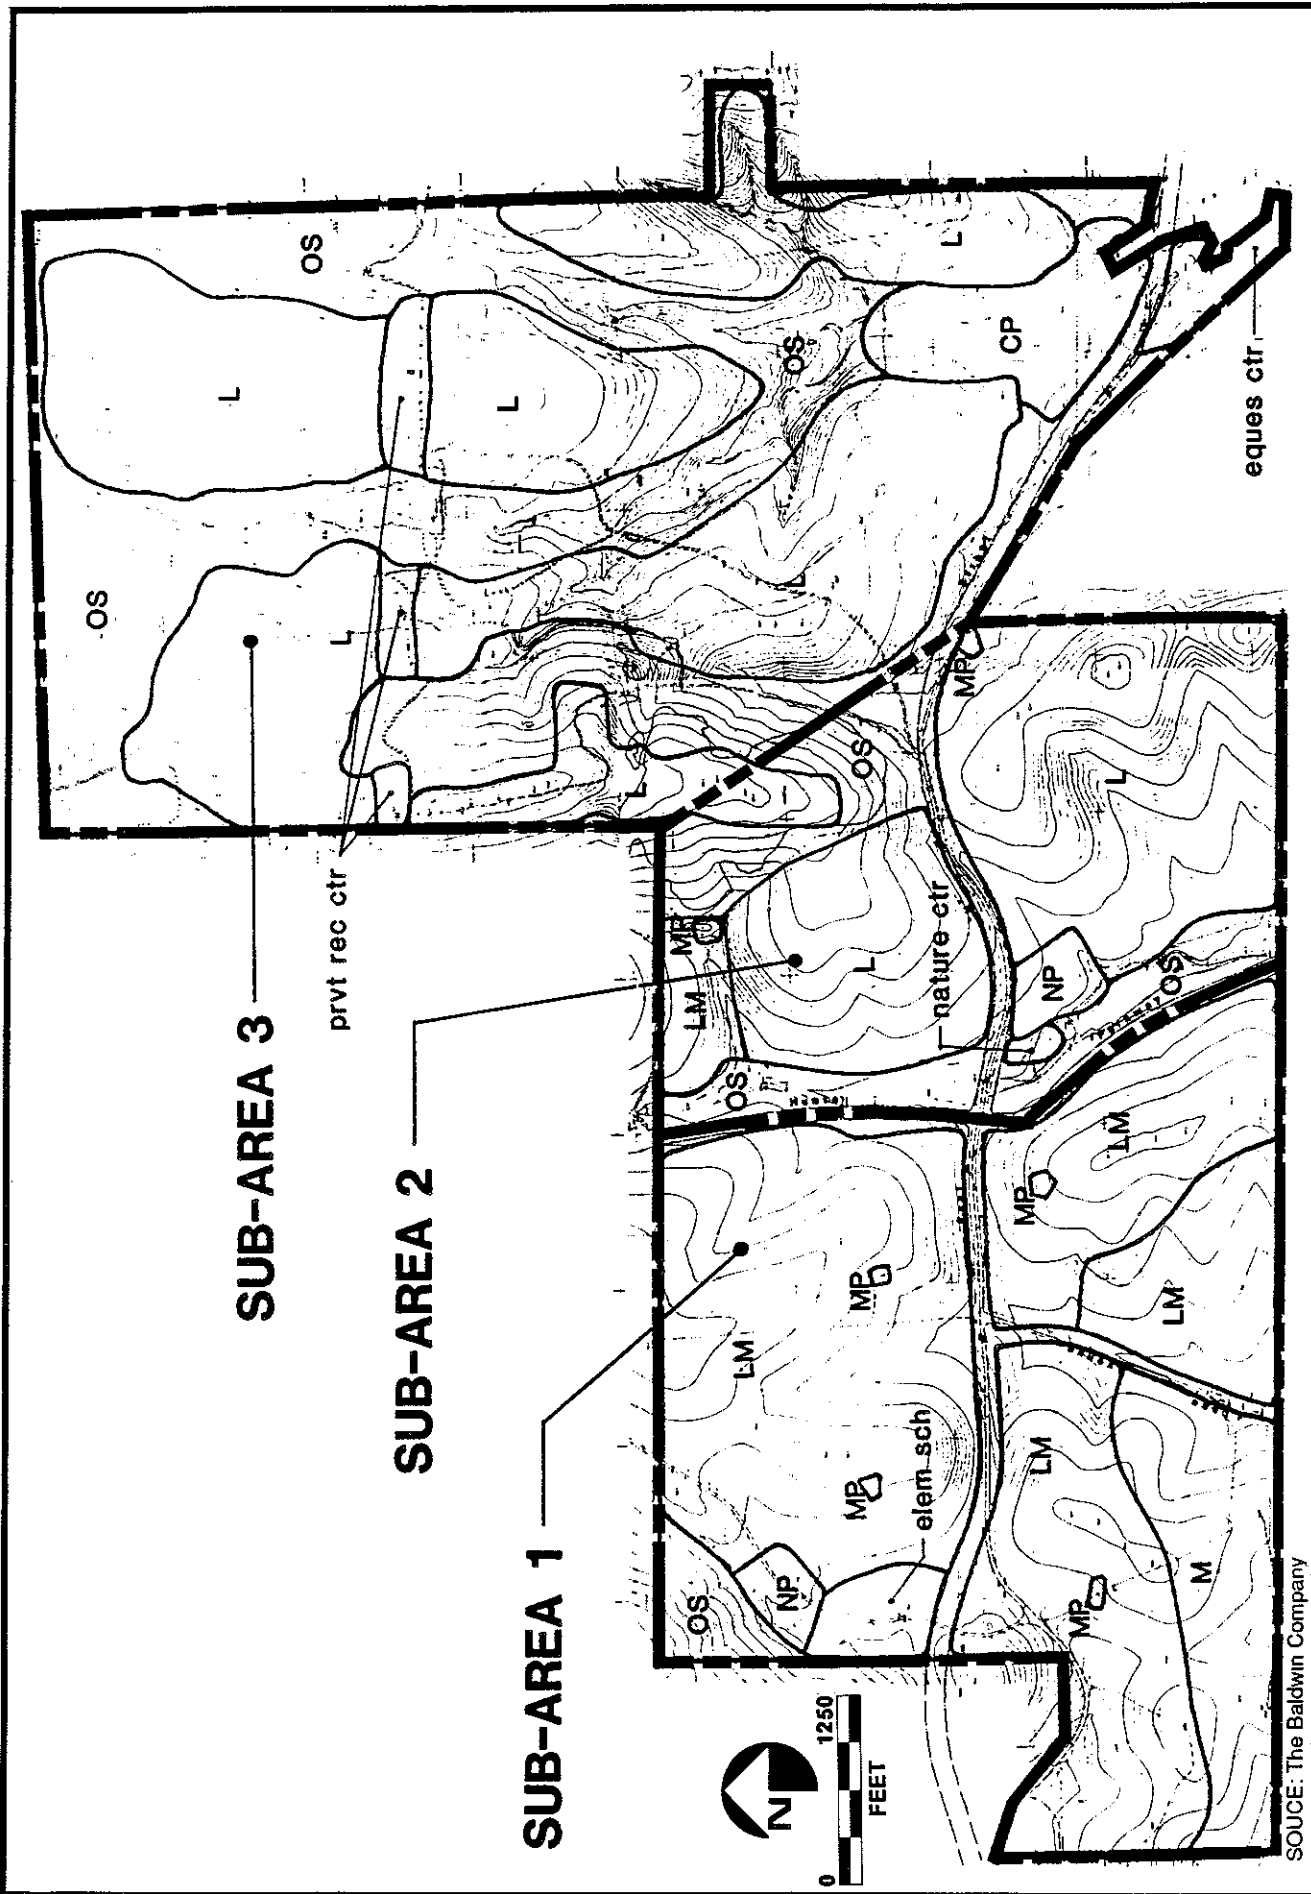 SUB-AREA 3
SUB-AREA 2
SUB-AREA 1
prvt rec ctr
OS
OS
L
L
L
L
L
L
OS
L
CP
eques ctr
MP
OS
L
MP
LM
L
nature ctr
NP
OS
OS
L
LM
MP
LM
MP
LM
MP
elem sch
LM
OS
NP
MP
M
N
0
1250
FEET
SOUCE: The Baldwin Company